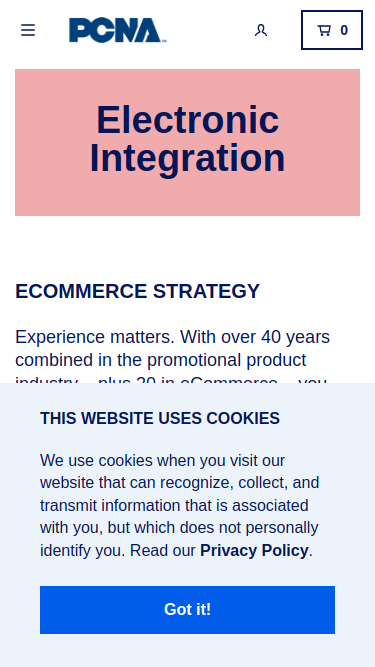 PCNA
0
Electronic
Integration
ECOMMERCE STRATEGY
Experience matters. With over 40 years
combined in the promotional product
industry – plus 20 in eCommerce – you
THIS WEBSITE USES COOKIES
We use cookies when you visit our
website that can recognize, collect, and
transmit information that is associated
with you, but which does not personally
identify you. Read our Privacy Policy.
Got it!